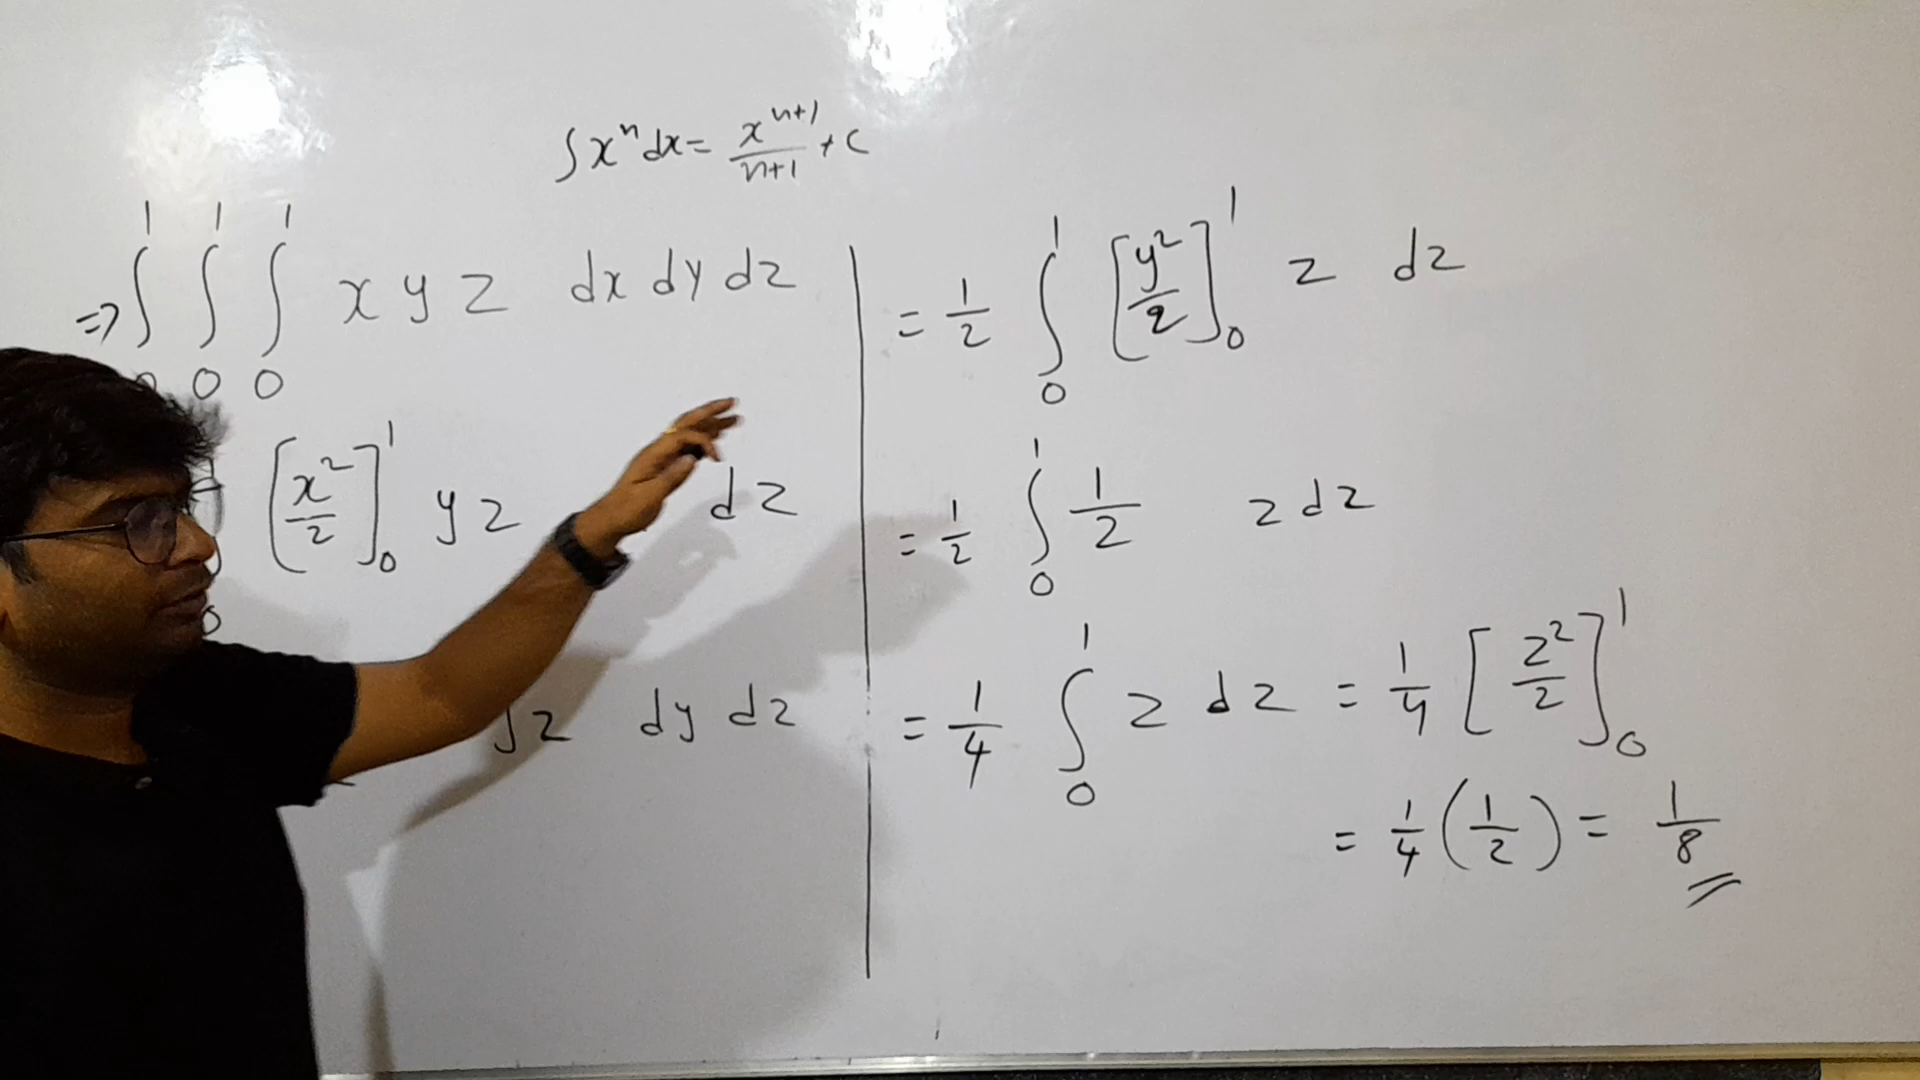 ∫xⁿ dx = x^(n+1)/(n+1) + C
⇒ ∫₀¹ ∫₀¹ ∫₀¹ x y z dx dy dz
[x²/2]₀¹ y z dz
z dy dz
= 1/2 ∫₀¹ [y²/2]₀¹ z dz
= 1/2 ∫₀¹ 1/2 z dz
= 1/4 ∫₀¹ z dz = 1/4 [z²/2]₀¹
= 1/4 (1/2) = 1/8